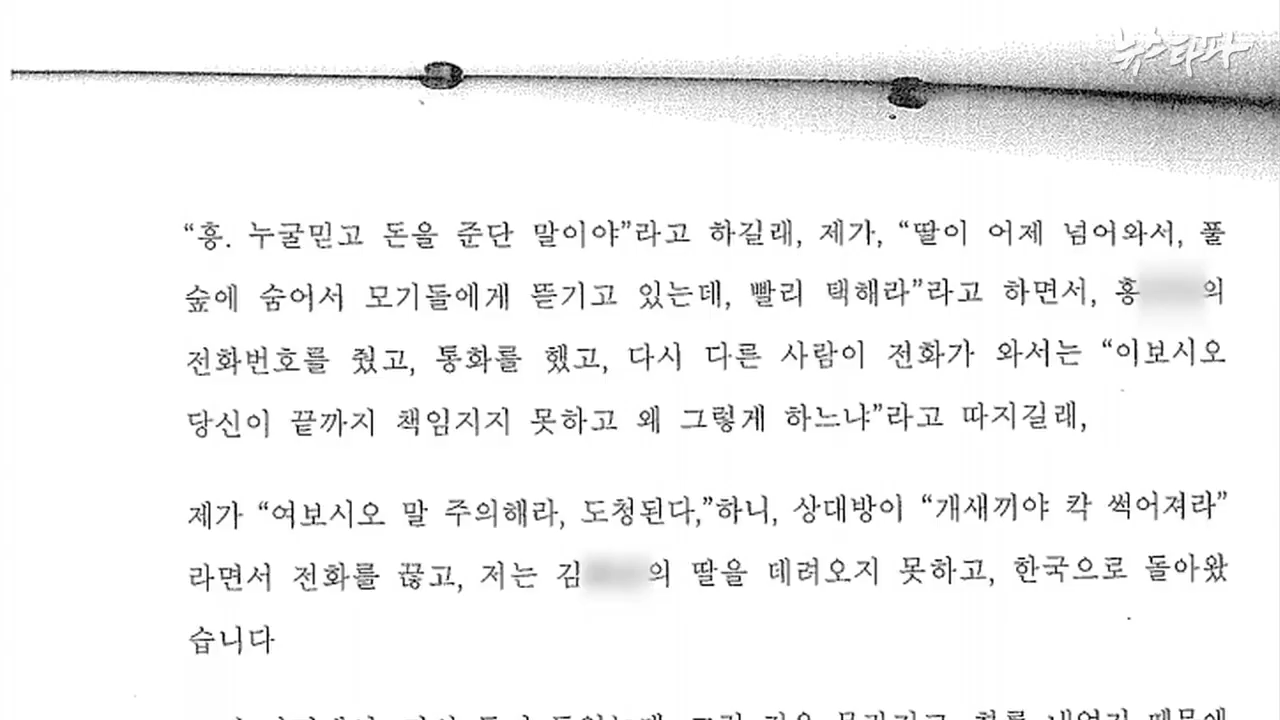 뉴스타파
“흥. 누굴믿고 돈을 준단 말이야”라고 하길래, 제가, “딸이 어제 넘어와서, 풀
숲에 숨어서 모기들에게 뜯기고 있는데, 빨리 택해라”라고 하면서, 홍 의
전화번호를 줬고, 통화를 했고, 다시 다른 사람이 전화가 와서는 “이보시오
당신이 끝까지 책임지지 못하고 왜 그렇게 하느냐”라고 따지길래,
제가 “여보시오 말 주의해라, 도청된다,”하니, 상대방이 “개새끼야 칵 썩어져라”
라면서 전화를 끊고, 저는 김 의 딸을 데려오지 못하고, 한국으로 돌아왔
습니다